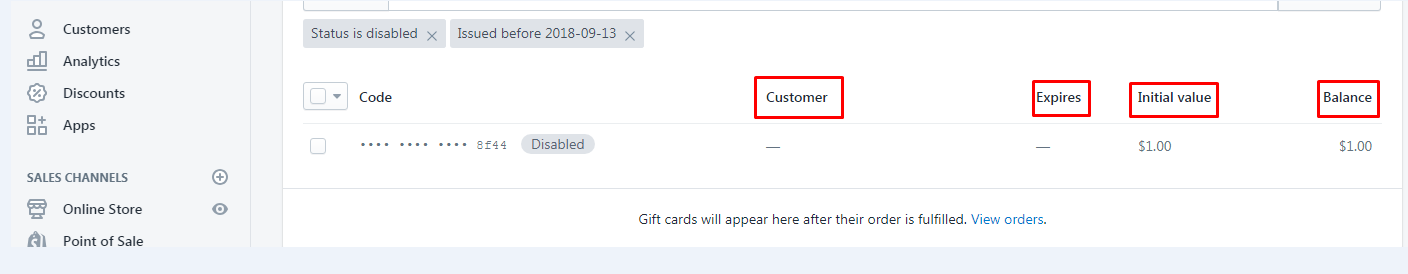 Customers
Analytics
Discounts
Apps
SALES CHANNELS
Online Store
Point of Sale
Status is disabled × Issued before 2018-09-13 ×
Code Customer Expires Initial value Balance
•••• •••• •••• 8f44 Disabled — — $1.00 $1.00
Gift cards will appear here after their order is fulfilled. View orders.